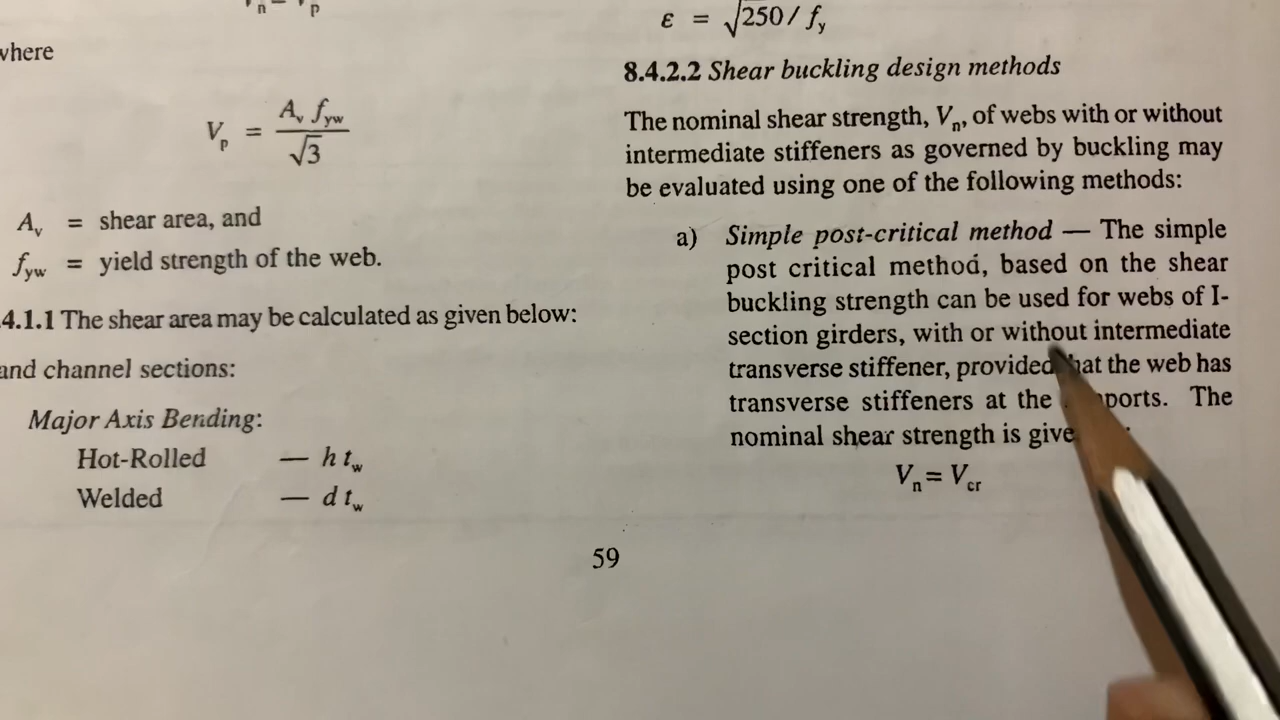 where
V_p = A_v f_yw / √3
A_v = shear area, and
f_yw = yield strength of the web.
4.1.1 The shear area may be calculated as given below:
and channel sections:
Major Axis Bending:
Hot-Rolled — h t_w
Welded — d t_w
ε = √250 / f_y
8.4.2.2 Shear buckling design methods
The nominal shear strength, V_n, of webs with or without
intermediate stiffeners as governed by buckling may
be evaluated using one of the following methods:
a) Simple post-critical method — The simple
post critical method, based on the shear
buckling strength can be used for webs of I-
section girders, with or without intermediate
transverse stiffener, provided that the web has
transverse stiffeners at the The
nominal shear strength is
V_n = V_cr
59